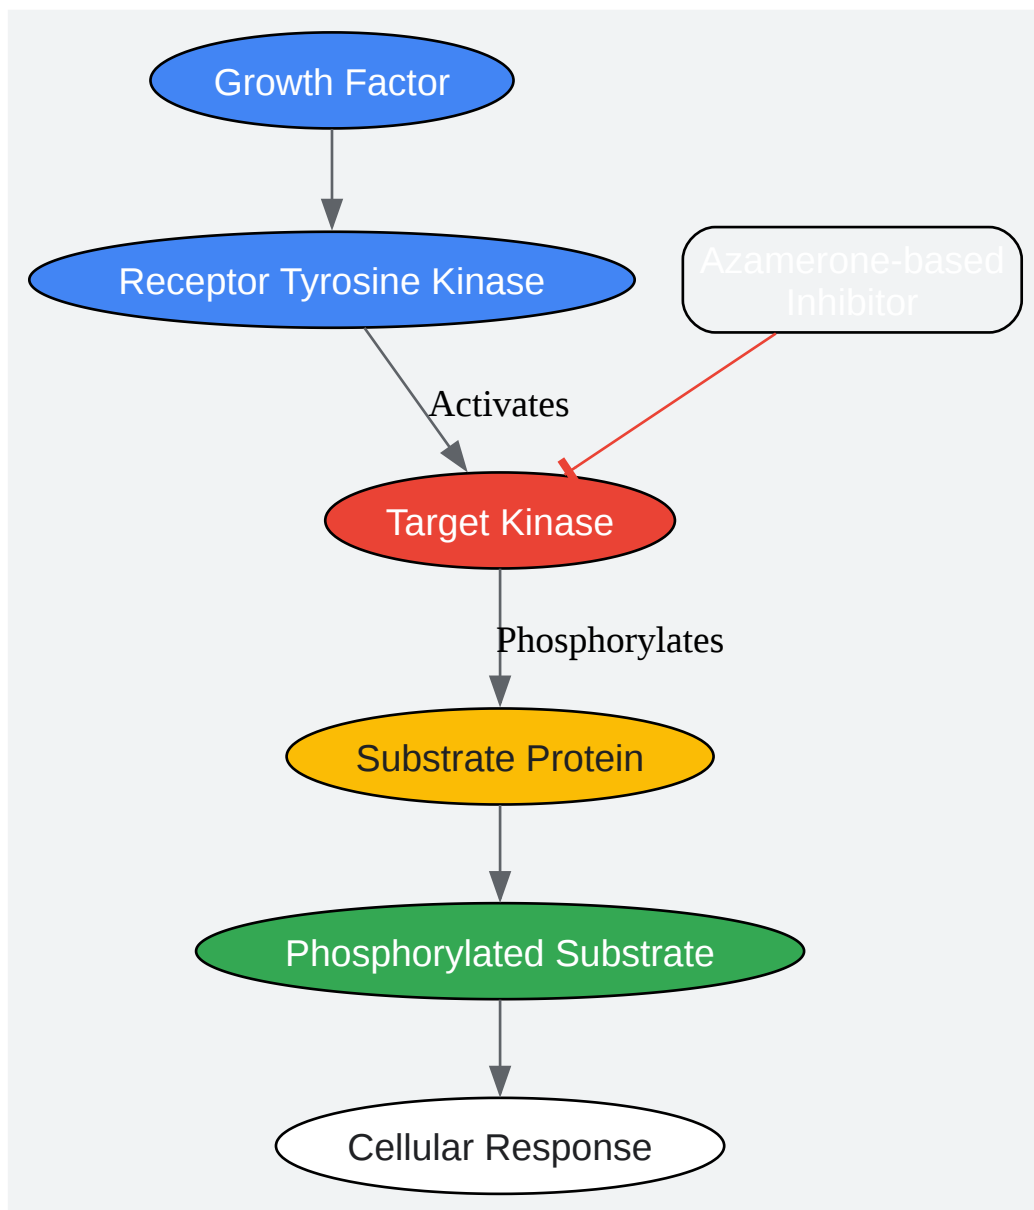 Growth Factor
Receptor Tyrosine Kinase
Azamerone-based
Inhibitor
Activates
Target Kinase
Phosphorylates
Substrate Protein
Phosphorylated Substrate
Cellular Response